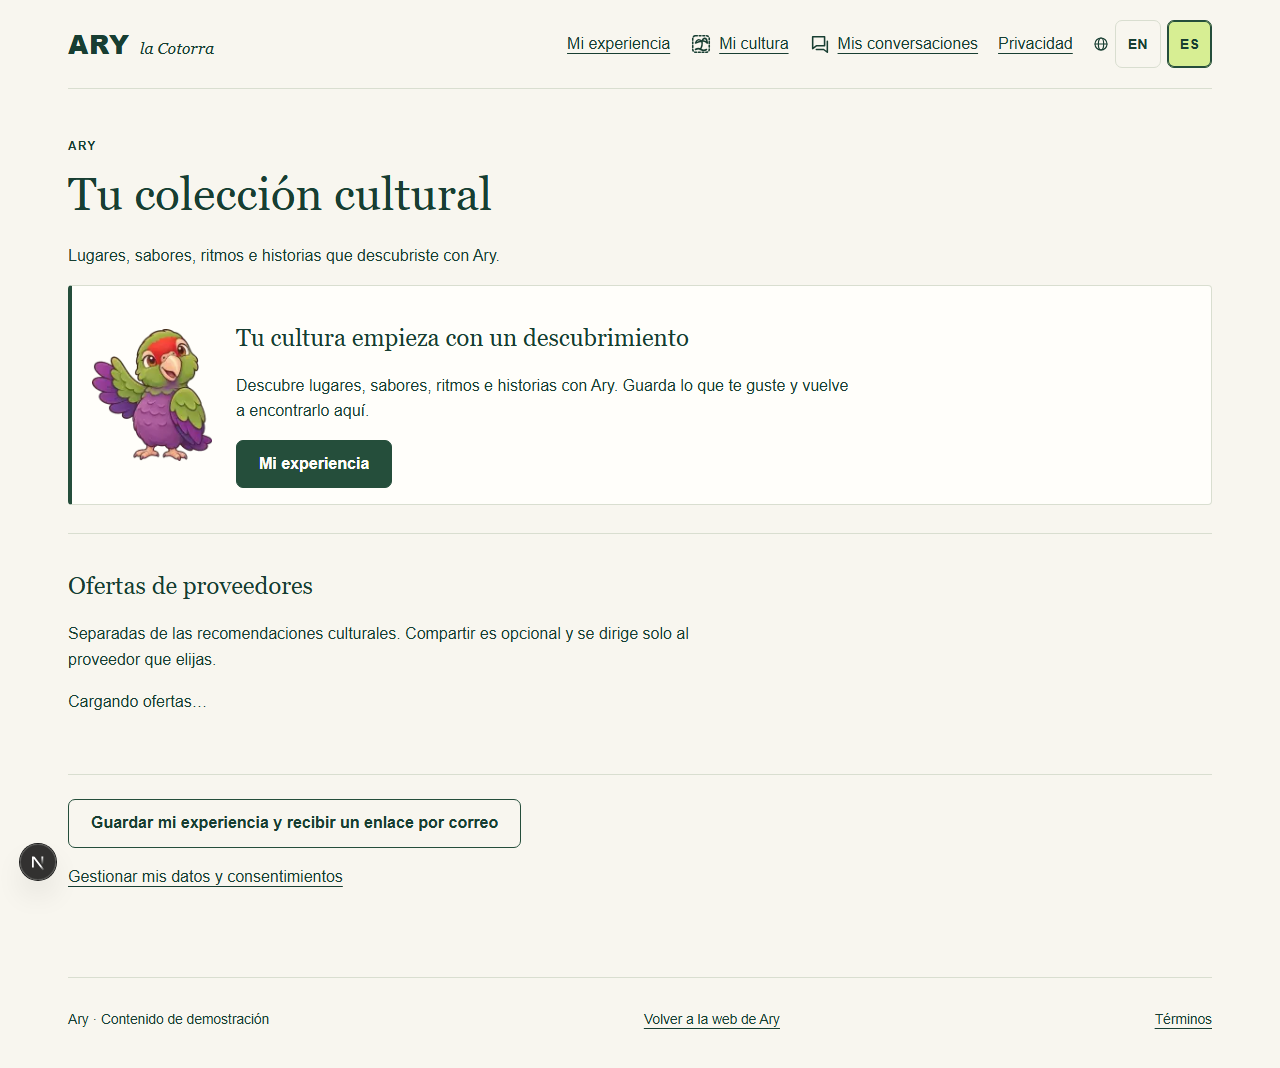 ARY la Cotorra
Mi experiencia
Mi cultura
Mis conversaciones
Privacidad
EN
ES
ARY
Tu colección cultural
Lugares, sabores, ritmos e historias que descubriste con Ary.
Tu cultura empieza con un descubrimiento
Descubre lugares, sabores, ritmos e historias con Ary. Guarda lo que te guste y vuelve
a encontrarlo aquí.
Mi experiencia
Ofertas de proveedores
Separadas de las recomendaciones culturales. Compartir es opcional y se dirige solo al
proveedor que elijas.
Cargando ofertas…
Guardar mi experiencia y recibir un enlace por correo
N
Gestionar mis datos y consentimientos
Ary · Contenido de demostración
Volver a la web de Ary
Términos